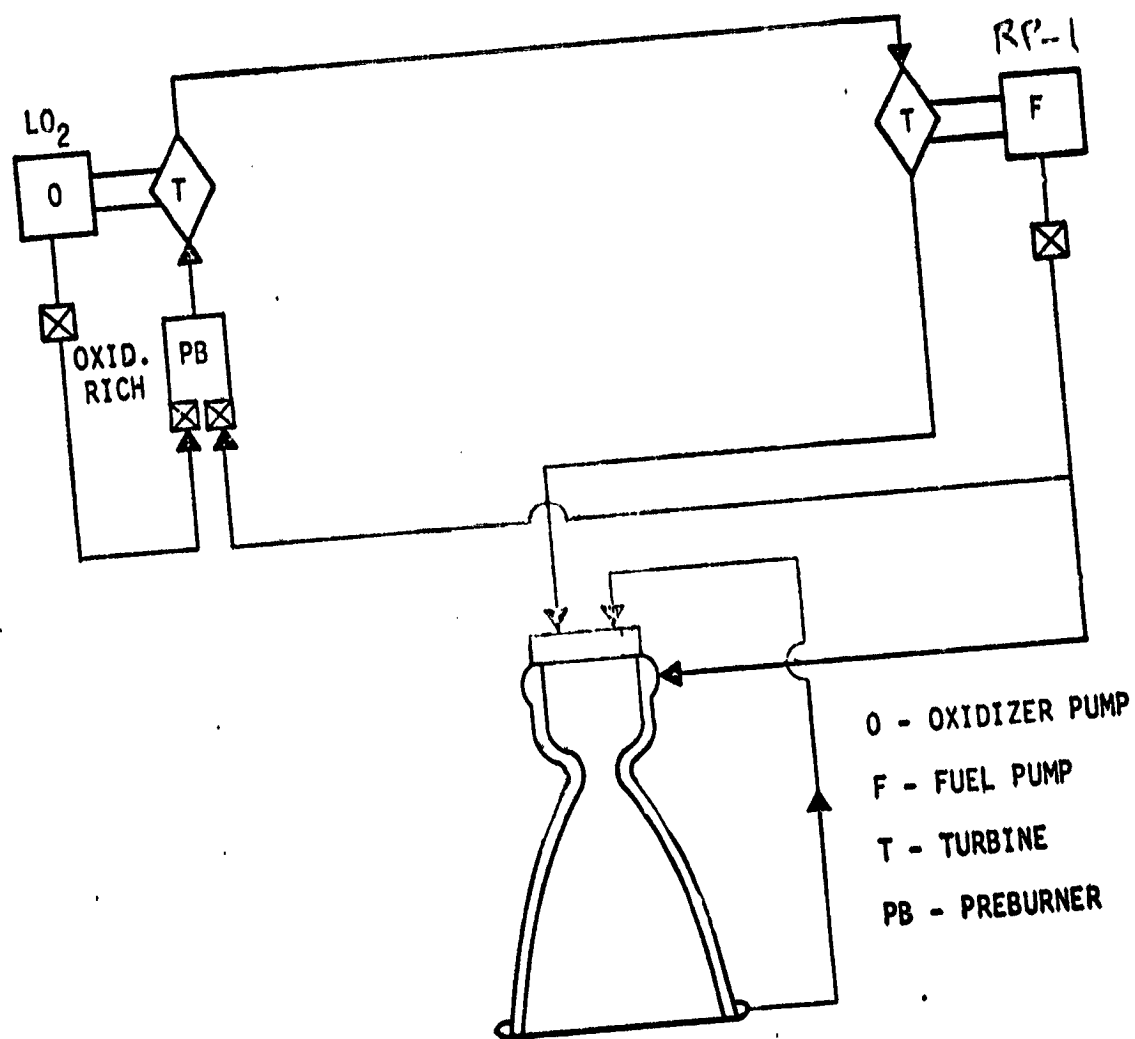 RP-1
LO2
F
T
O
T
OXID.
RICH
PB
O - OXIDIZER PUMP
F - FUEL PUMP
T - TURBINE
PB - PREBURNER